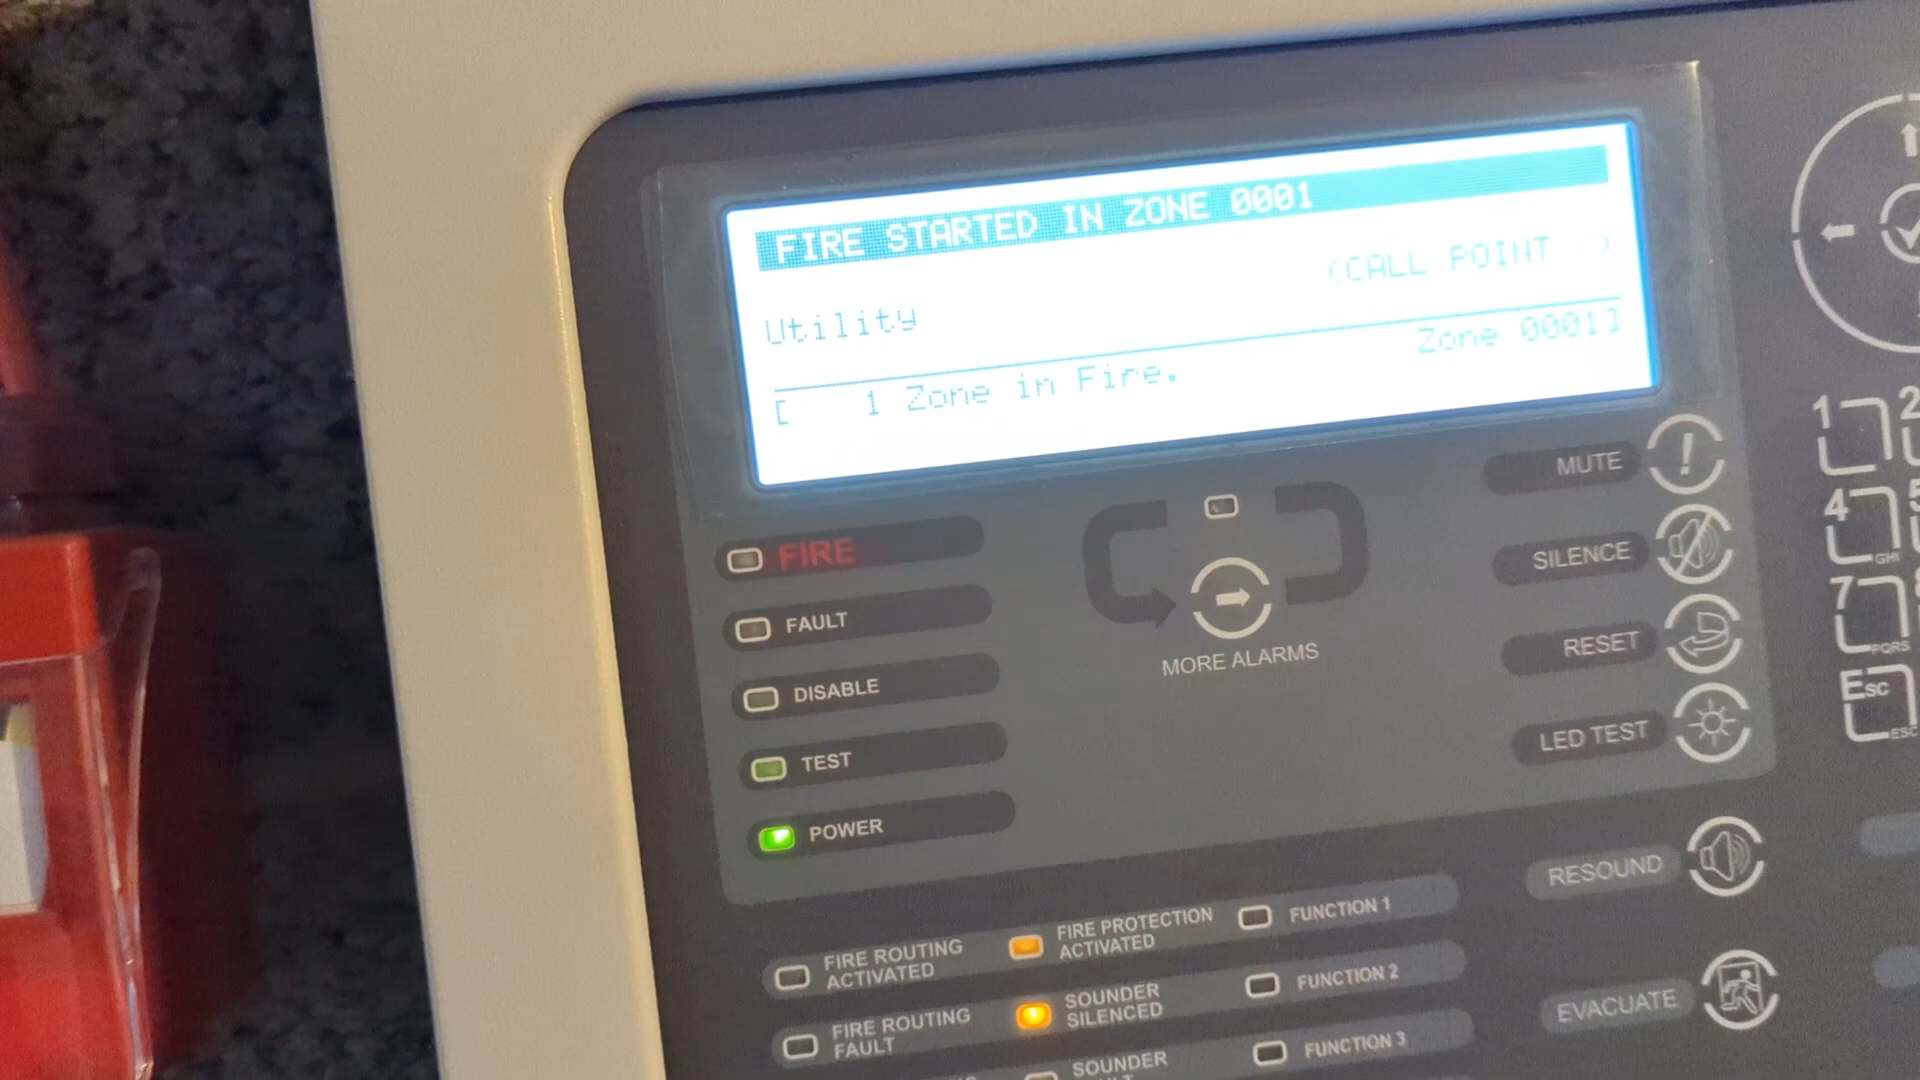 FIRE STARTED IN ZONE 0001
(CALL POINT )
Utility
Zone 0001]
[ 1 Zone in Fire.
MUTE
FIRE
SILENCE
FAULT
RESET
MORE ALARMS
DISABLE
LED TEST
TEST
POWER
RESOUND
FIRE ROUTING
ACTIVATED
FIRE PROTECTION
ACTIVATED
FUNCTION 1
FIRE ROUTING
FAULT
SOUNDER
SILENCED
FUNCTION 2
EVACUATE
SOUNDER
FUNCTION 3
1
2
4
GHI
5
7
PQRS
Esc
ESC